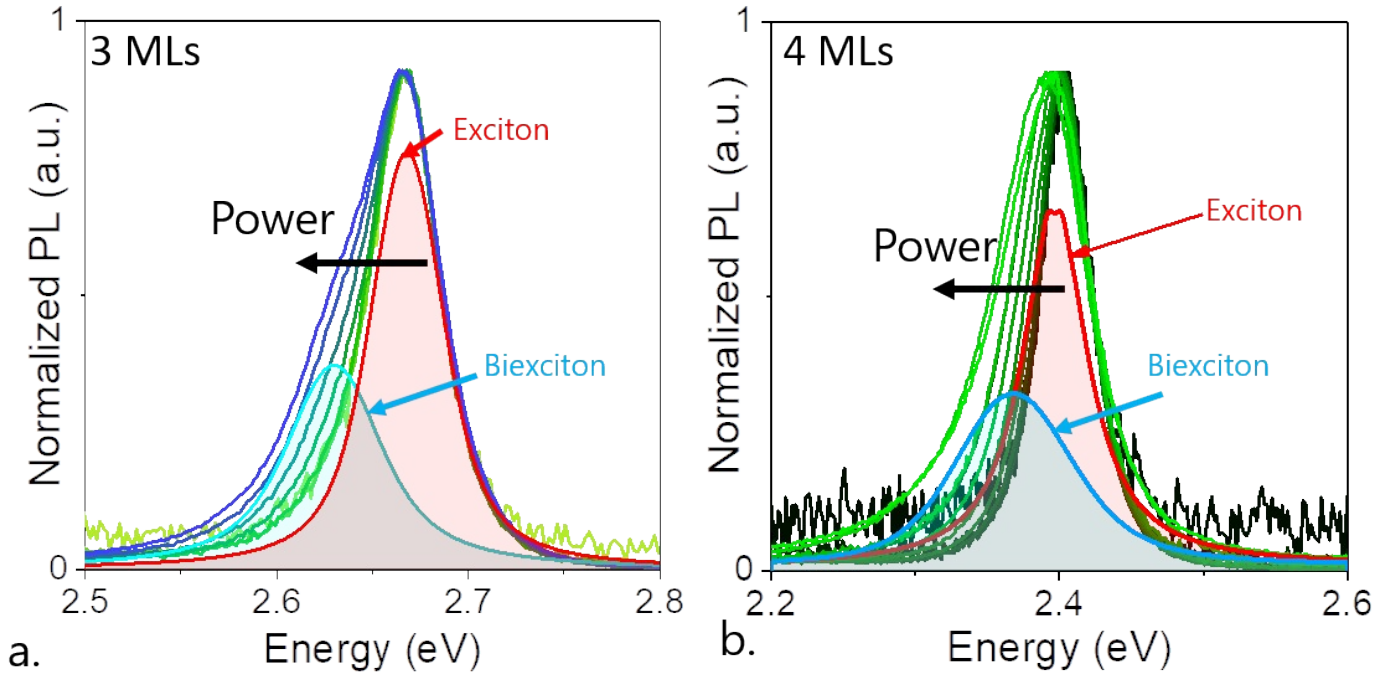 1
3 MLs
Exciton
Power
Biexciton
Normalized PL (a.u.)
0
2.5
2.6
2.7
2.8
Energy (eV)
a.
1
4 MLs
Exciton
Power
Biexciton
Normalized PL (a.u.)
0
2.2
2.4
2.6
Energy (eV)
b.